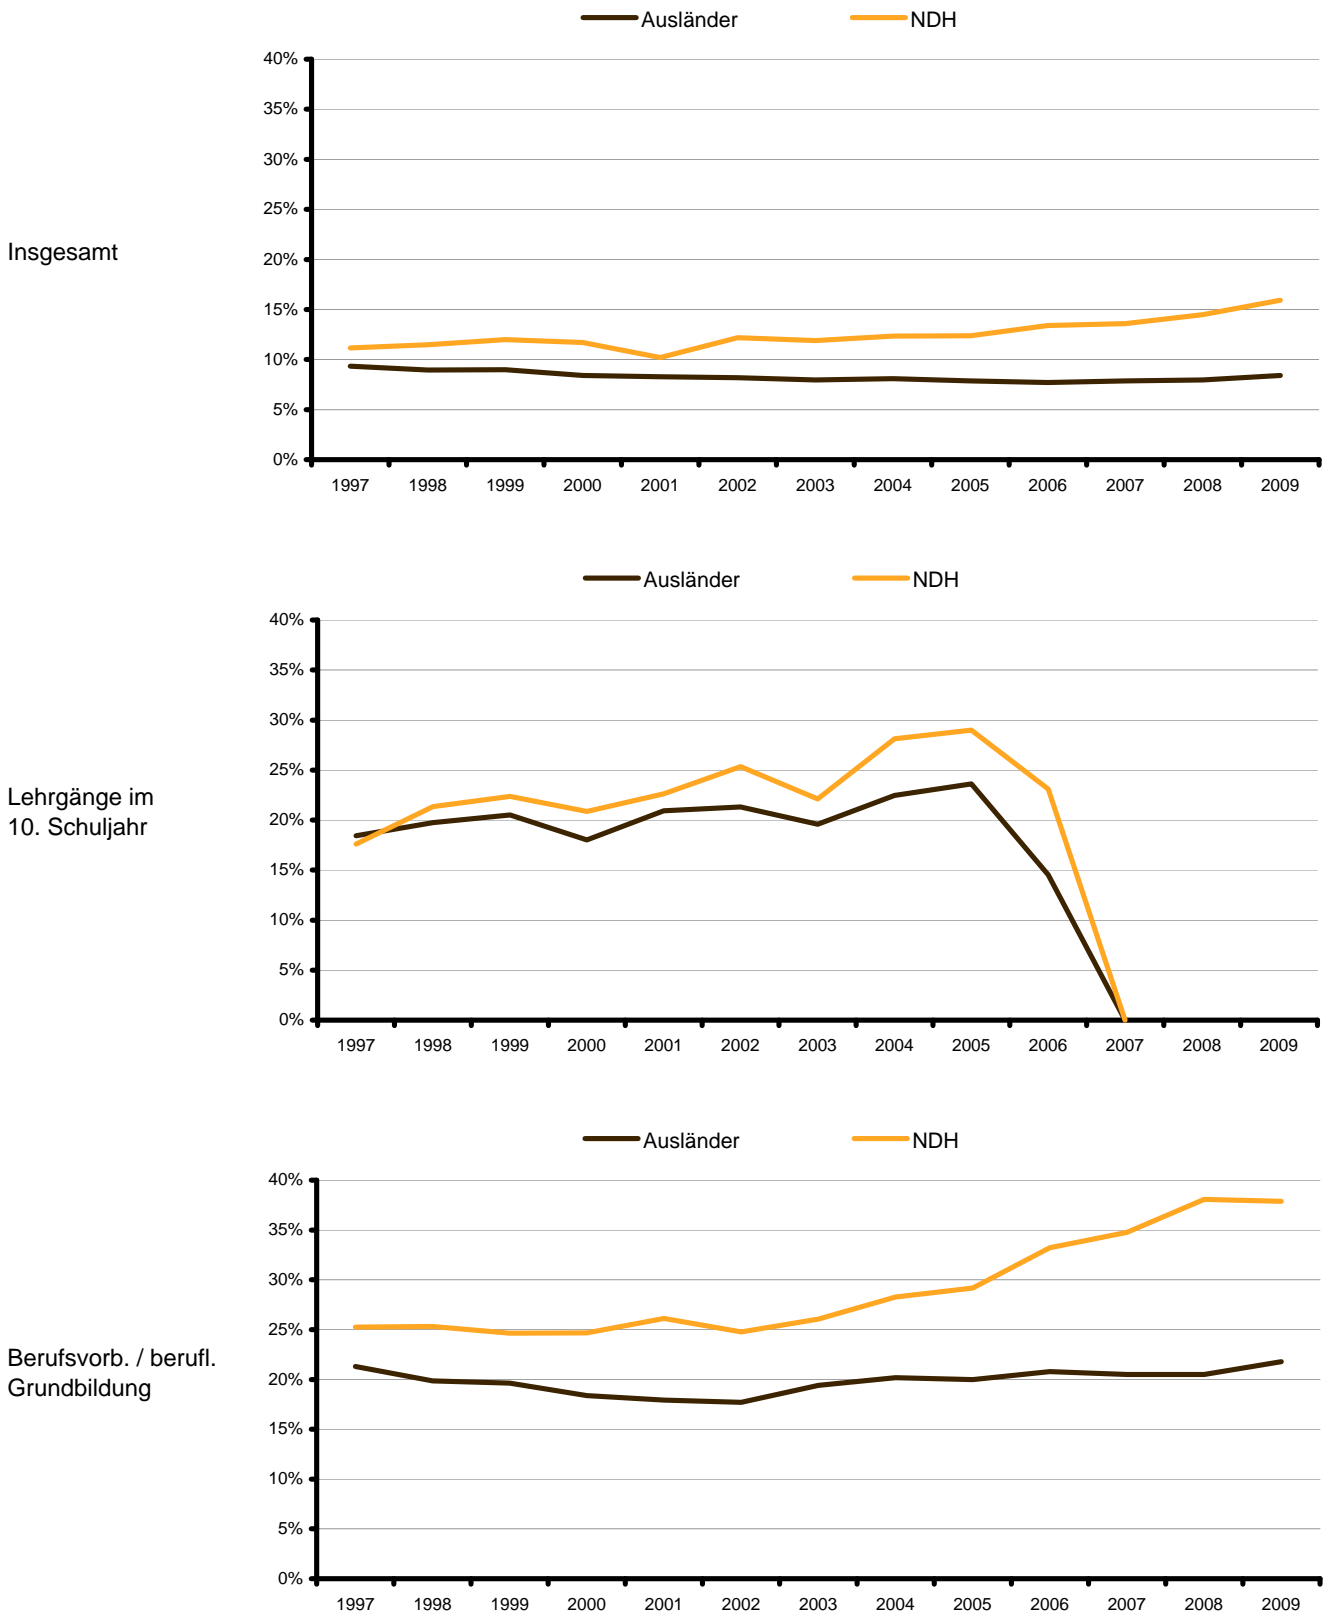 Ausländer NDH
40%
35%
30%
25%
Insgesamt
20%
15%
10%
5%
0%
1997 1998 1999 2000 2001 2002 2003 2004 2005 2006 2007 2008 2009
Ausländer NDH
40%
35%
30%
25%
Lehrgänge im
10. Schuljahr
20%
15%
10%
5%
0%
1997 1998 1999 2000 2001 2002 2003 2004 2005 2006 2007 2008 2009
Ausländer NDH
40%
35%
30%
25%
Berufsvorb. / berufl.
Grundbildung
20%
15%
10%
5%
0%
1997 1998 1999 2000 2001 2002 2003 2004 2005 2006 2007 2008 2009